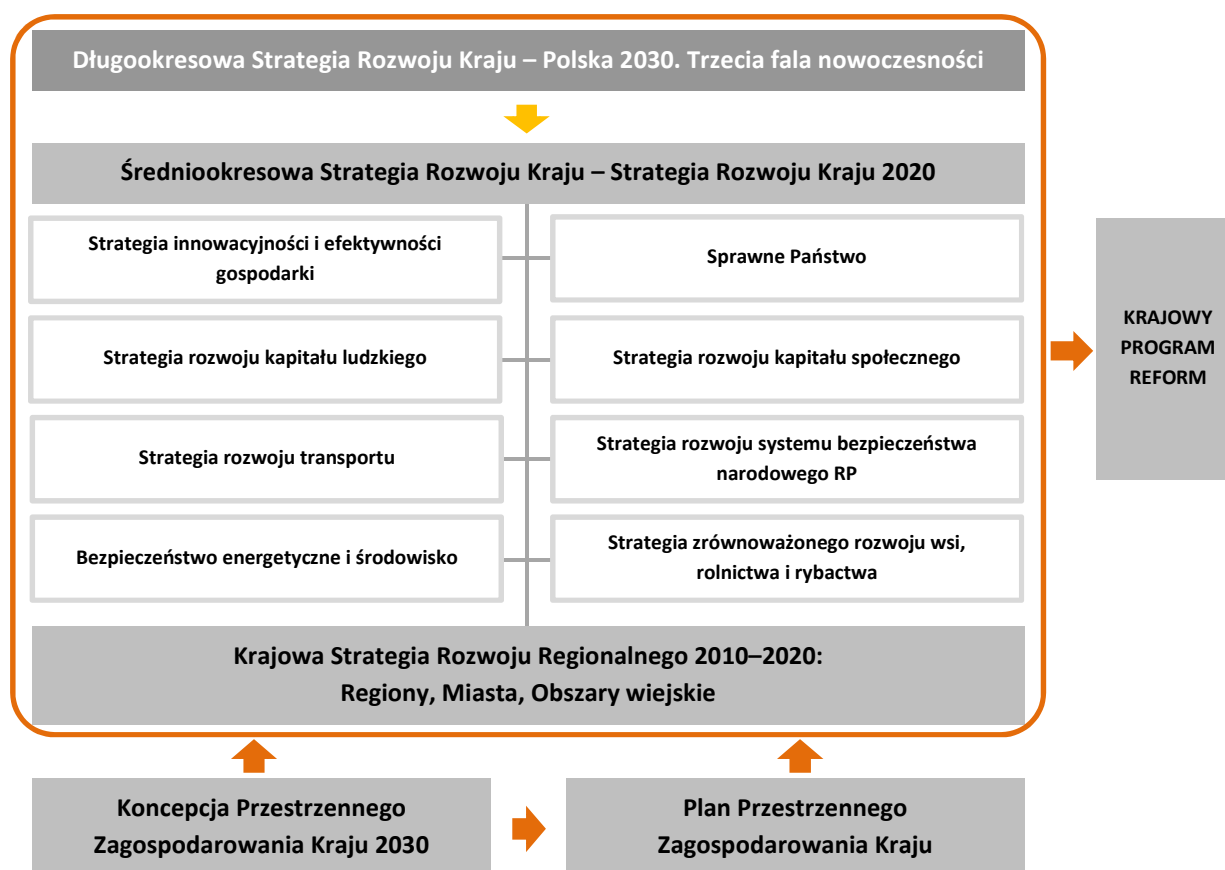 Długookresowa Strategia Rozwoju Kraju – Polska 2030. Trzecia fala nowoczesności
Średniookresowa Strategia Rozwoju Kraju – Strategia Rozwoju Kraju 2020
Strategia innowacyjności i efektywności
gospodarki
Sprawne Państwo
Strategia rozwoju kapitału ludzkiego
Strategia rozwoju kapitału społecznego
Strategia rozwoju transportu
Strategia rozwoju systemu bezpieczeństwa
narodowego RP
Bezpieczeństwo energetyczne i środowisko
Strategia zrównoważonego rozwoju wsi,
rolnictwa i rybactwa
Krajowa Strategia Rozwoju Regionalnego 2010–2020:
Regiony, Miasta, Obszary wiejskie
KRAJOWY
PROGRAM
REFORM
Koncepcja Przestrzennego
Zagospodarowania Kraju 2030
Plan Przestrzennego
Zagospodarowania Kraju